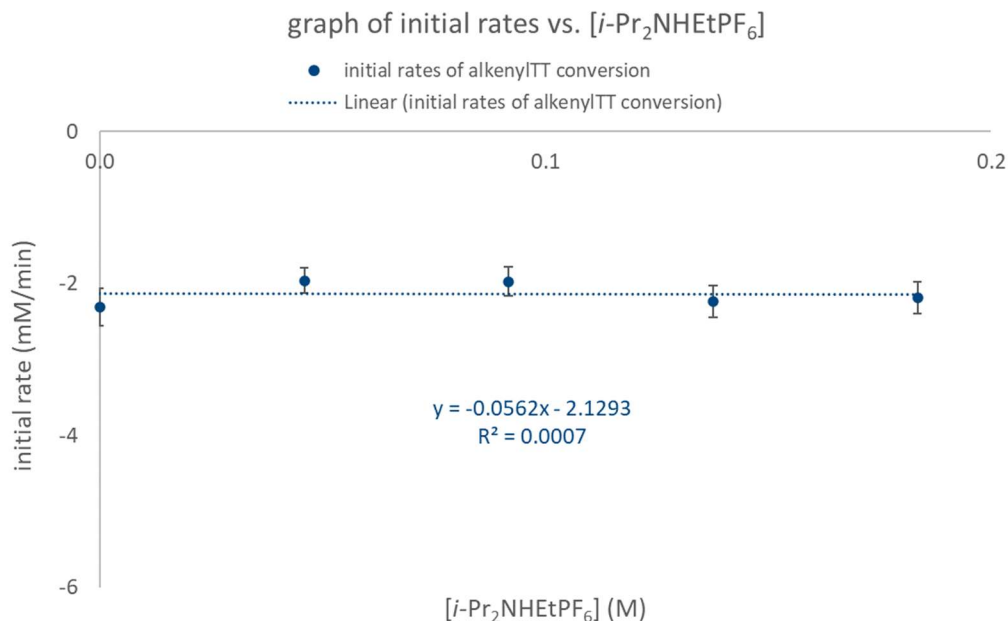 graph of initial rates vs. [i-Pr₂NHEtPF₆]
initial rates of alkenylTT conversion
Linear (initial rates of alkenylTT conversion)
0
0.0
0.1
0.2
-2
-4
-6
initial rate (mM/min)
y = -0.0562x - 2.1293
R² = 0.0007
[i-Pr₂NHEtPF₆] (M)